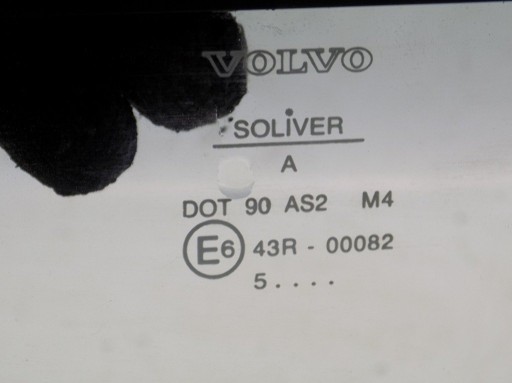 VOLVO
SOLIVER
A
DOT 90 AS2 M4
E6 43R - 00082
5....